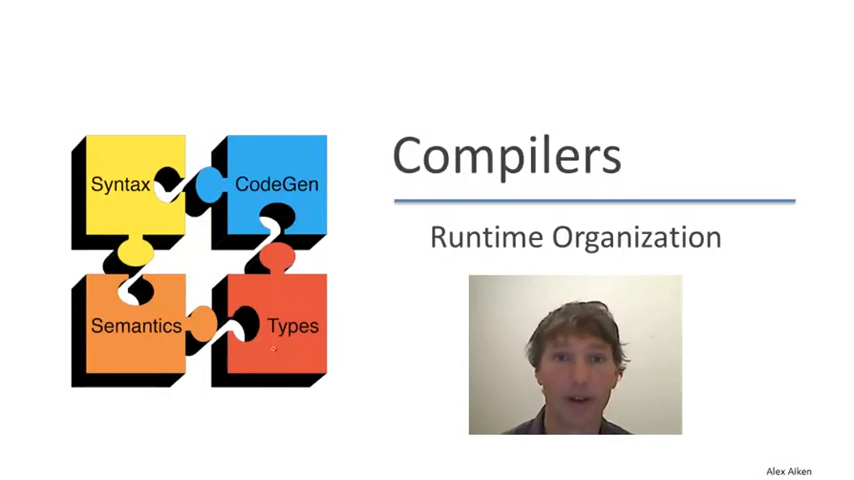 Compilers
Syntax
CodeGen
Runtime Organization
Semantics
Types
Alex Aiken